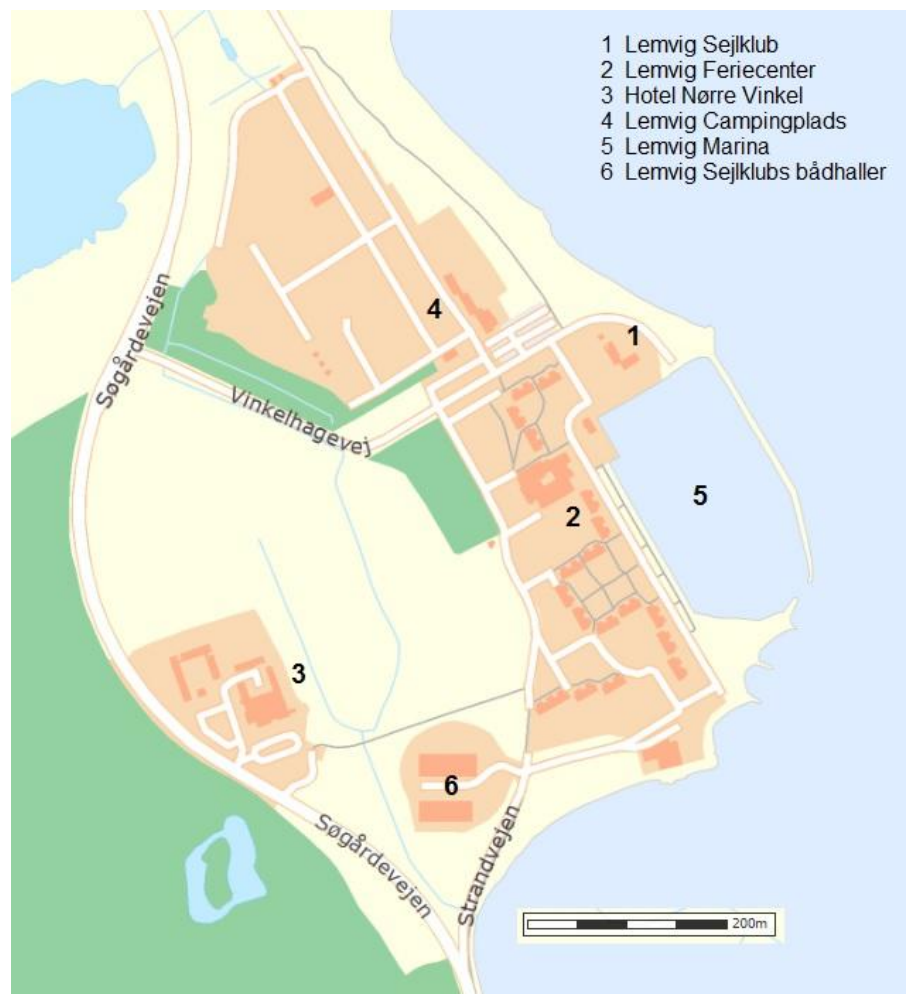 1 Lemvig Sejlklub
2 Lemvig Feriecenter
3 Hotel Nørre Vinkel
4 Lemvig Campingplads
5 Lemvig Marina
6 Lemvig Sejlklubs bådhaller
Søgårdevejen
4
1
Vinkelhagevej
5
2
3
6
Søgårdevejen
Strandvejen
200m